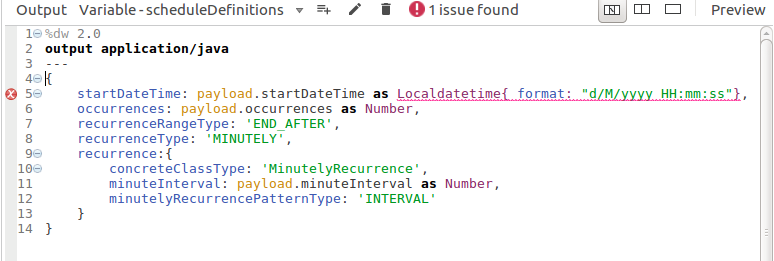 Output Variable - scheduleDefinitions 1 issue found Preview
1 %dw 2.0
2 output application/java
3 ---
4 {
5 startDateTime: payload.startDateTime as Localdatetime{ format: "d/M/yyyy HH:mm:ss"},
6 occurrences: payload.occurrences as Number,
7 recurrenceRangeType: 'END_AFTER',
8 recurrenceType: 'MINUTELY',
9 recurrence:{
10 concreteClassType: 'MinutelyRecurrence',
11 minuteInterval: payload.minuteInterval as Number,
12 minutelyRecurrencePatternType: 'INTERVAL'
13 }
14 }